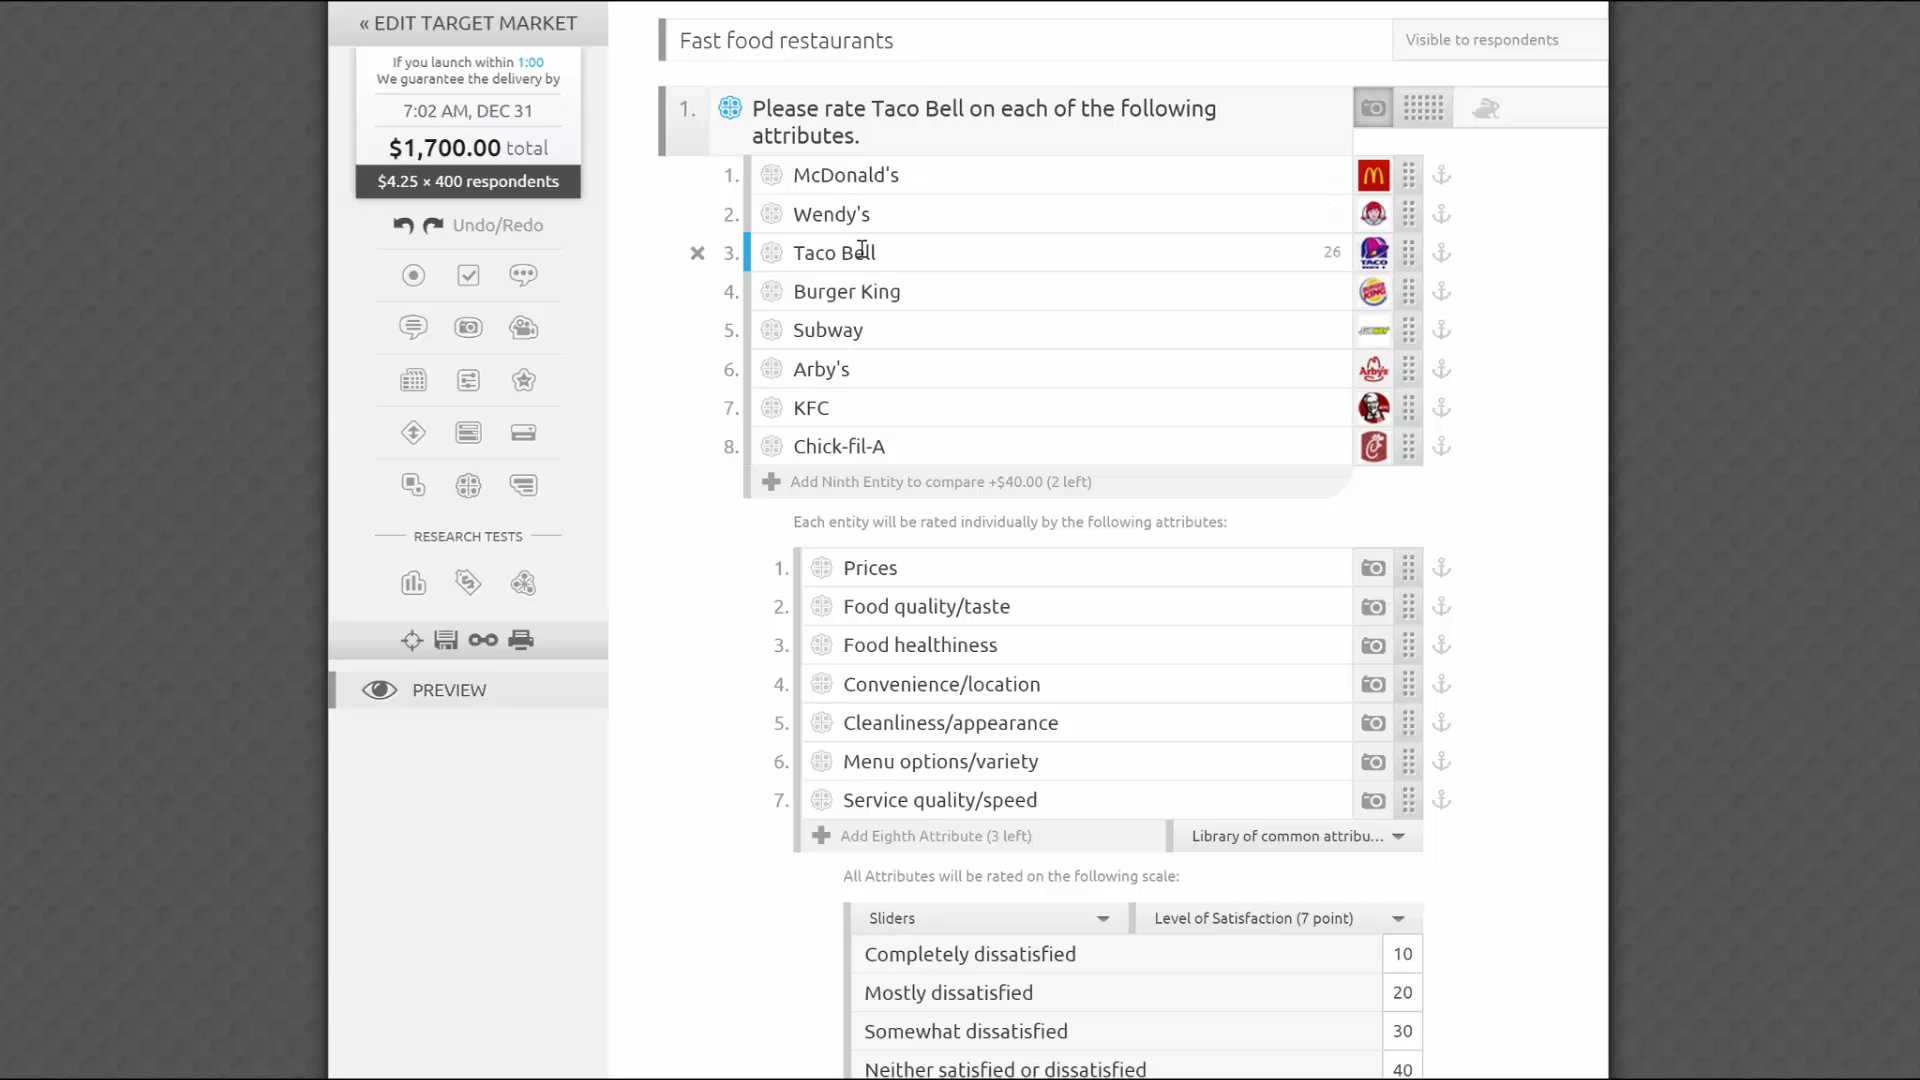 « EDIT TARGET MARKET
If you launch within 1:00
We guarantee the delivery by
7:02 AM, DEC 31
$1,700.00 total
$4.25 × 400 respondents
Undo/Redo
RESEARCH TESTS
PREVIEW
Fast food restaurants
Visible to respondents
1. Please rate Taco Bell on each of the following
attributes.
1. McDonald's
2. Wendy's
3. Taco Bell 26
TACO
4. Burger King
BURGER KING
5. Subway
6. Arby's
Arby's
7. KFC
8. Chick-fil-A
Add Ninth Entity to compare +$40.00 (2 left)
Each entity will be rated individually by the following attributes:
1. Prices
2. Food quality/taste
3. Food healthiness
4. Convenience/location
5. Cleanliness/appearance
6. Menu options/variety
7. Service quality/speed
Add Eighth Attribute (3 left)
Library of common attribu...
All Attributes will be rated on the following scale:
Sliders
Level of Satisfaction (7 point)
Completely dissatisfied 10
Mostly dissatisfied 20
Somewhat dissatisfied 30
Neither satisfied or dissatisfied 40